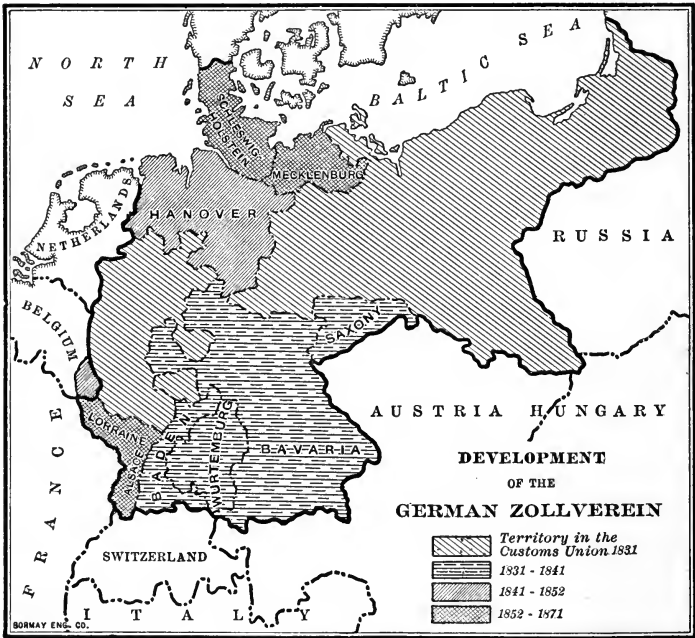 NORTH
SEA
BALTIC SEA
SCHLESWIG
HOLSTEIN
MECKLENBURG
HANOVER
NETHERLANDS
RUSSIA
BELGIUM
SAXONY
AUSTRIA HUNGARY
LORRAINE
ALSACE
BADEN
WURTEMBURG
BAVARIA
FRANCE
SWITZERLAND
ITALY
DEVELOPMENT
OF THE
GERMAN ZOLLVEREIN
Territory in the
Customs Union 1831
1831 - 1841
1841 - 1852
1852 - 1871
BORMAY ENG. CO.